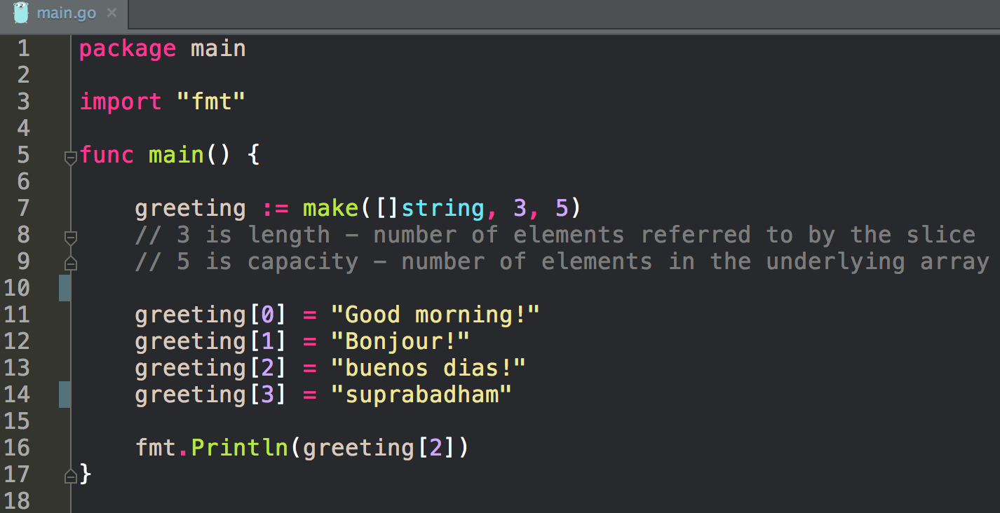 main.go ×
1 package main
2
3 import "fmt"
4
5 func main() {
6
7     greeting := make([]string, 3, 5)
8     // 3 is length - number of elements referred to by the slice
9     // 5 is capacity - number of elements in the underlying array
10
11     greeting[0] = "Good morning!"
12     greeting[1] = "Bonjour!"
13     greeting[2] = "buenos dias!"
14     greeting[3] = "suprabadham"
15
16     fmt.Println(greeting[2])
17 }
18